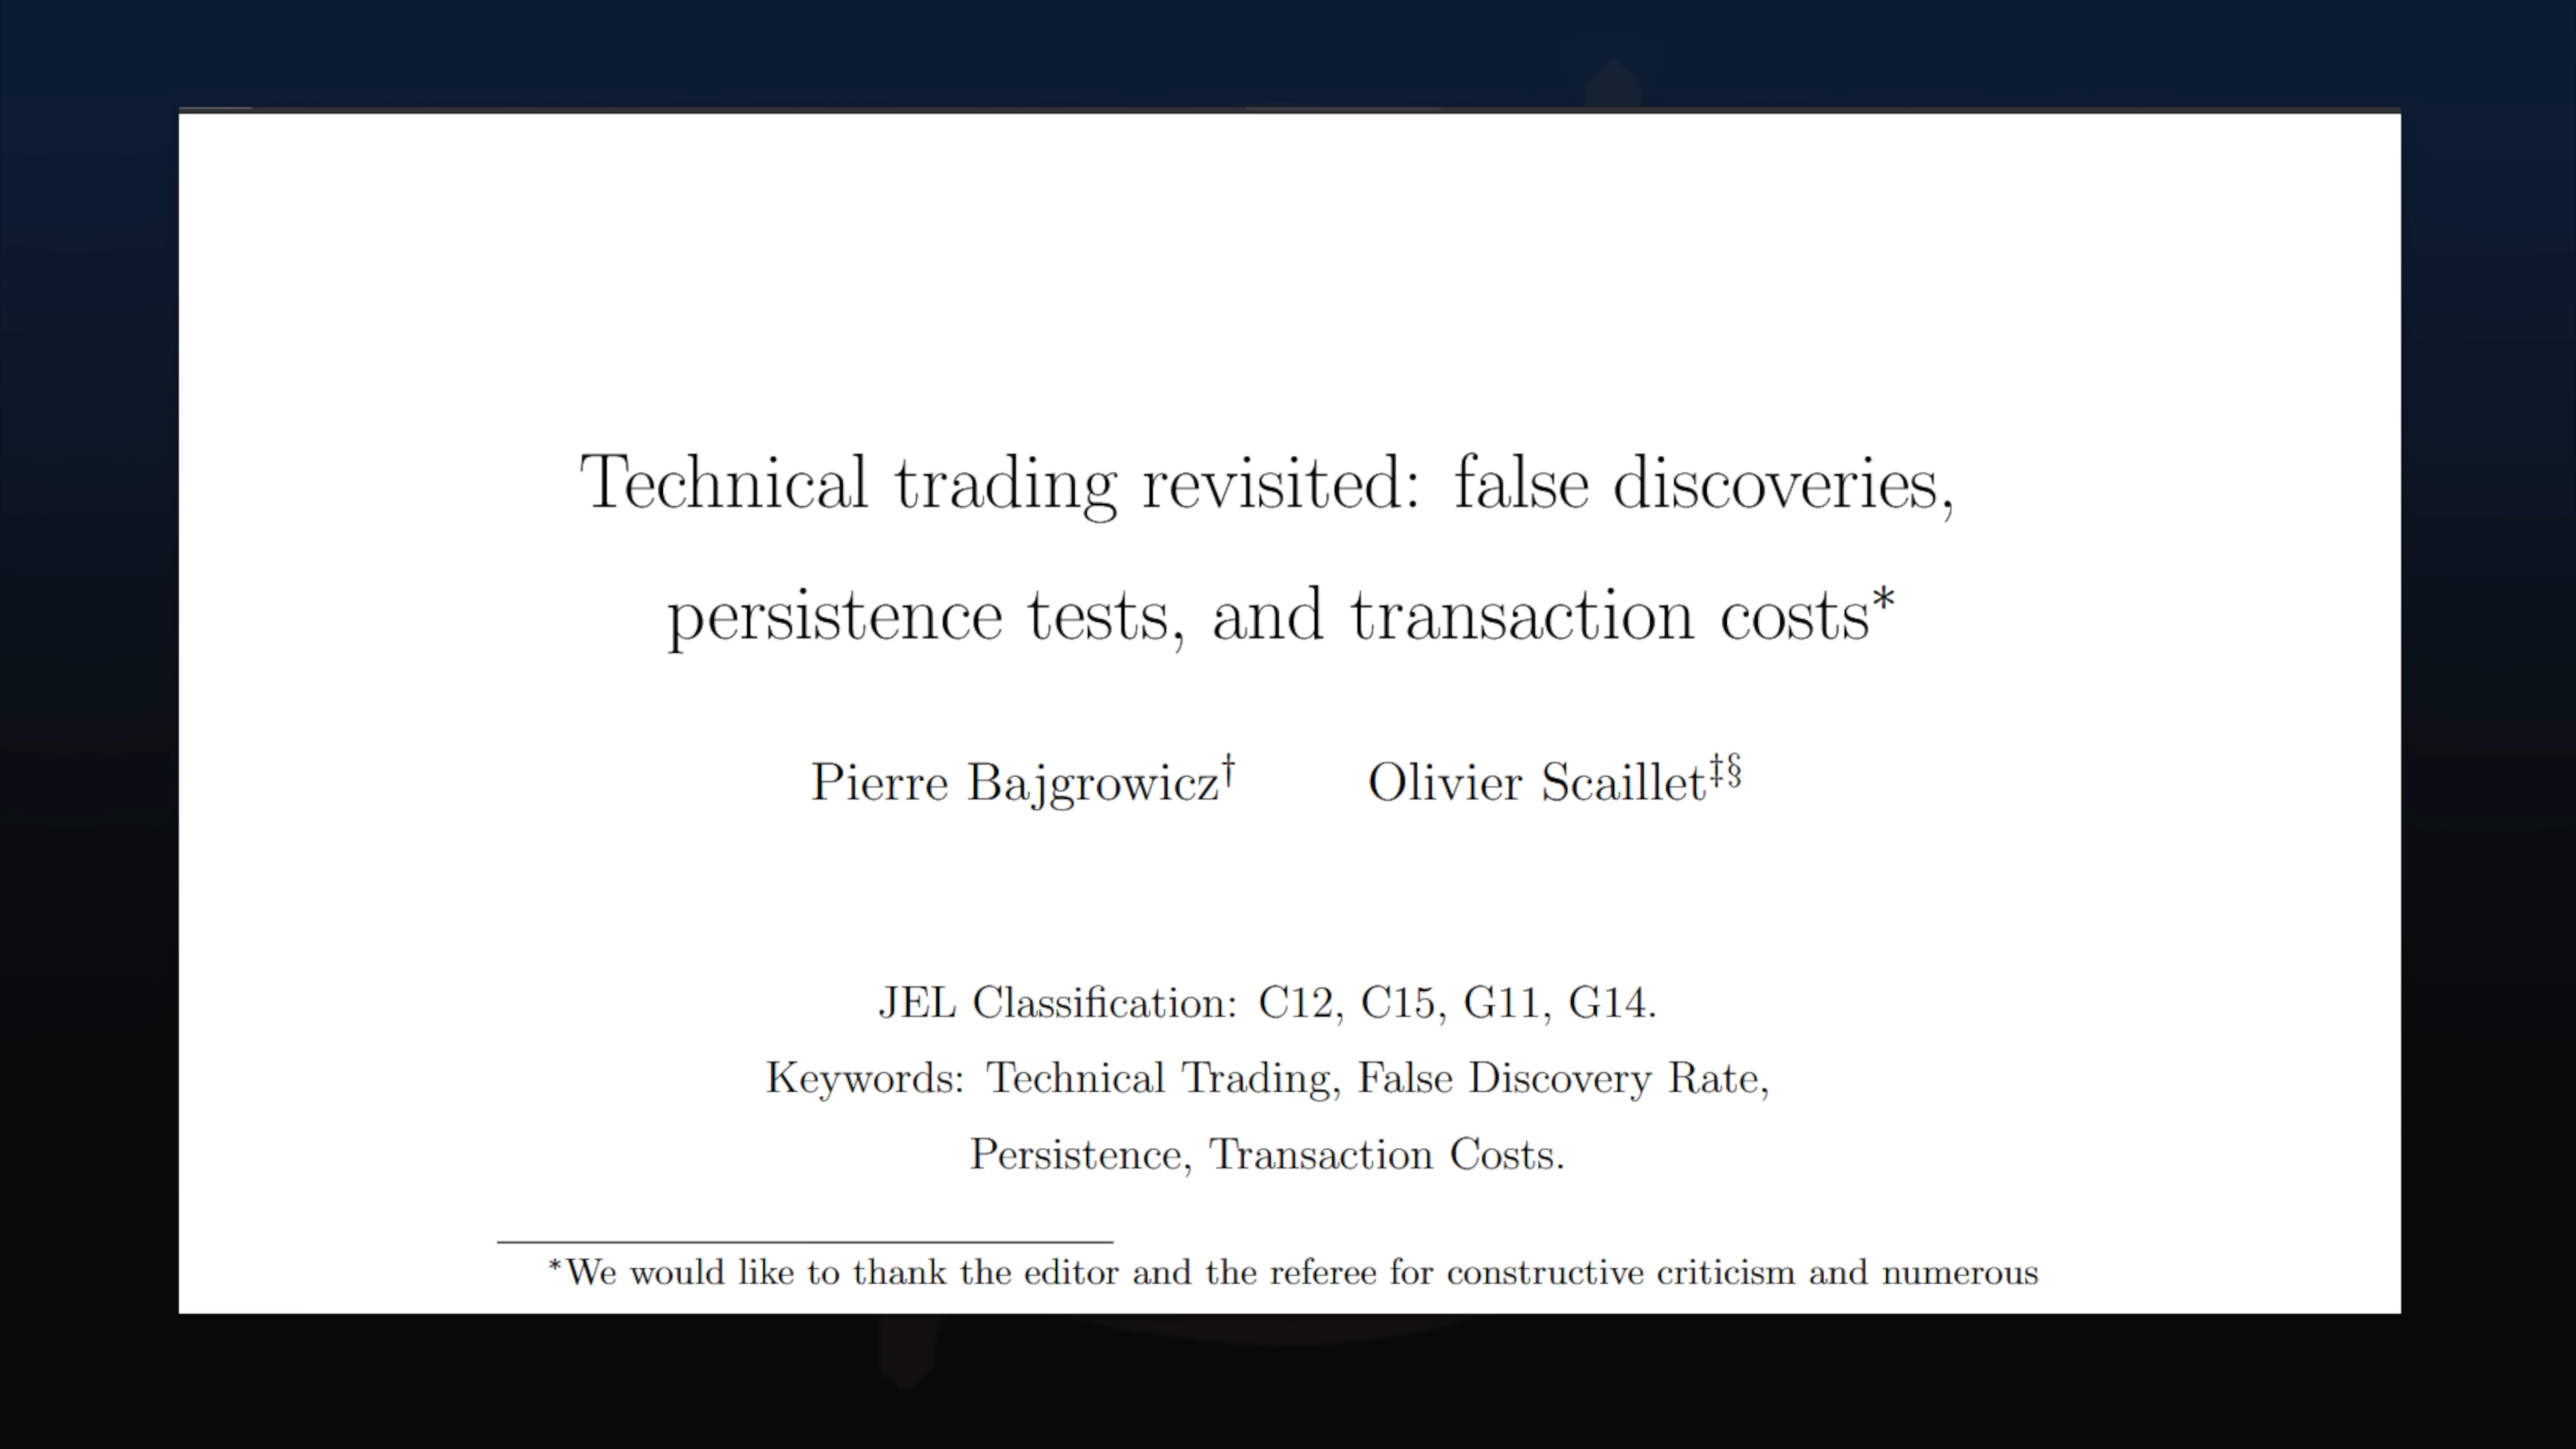 Technical trading revisited: false discoveries,
persistence tests, and transaction costs*
Pierre Bajgrowicz† Olivier Scaillet‡§
JEL Classification: C12, C15, G11, G14.
Keywords: Technical Trading, False Discovery Rate,
Persistence, Transaction Costs.
*We would like to thank the editor and the referee for constructive criticism and numerous